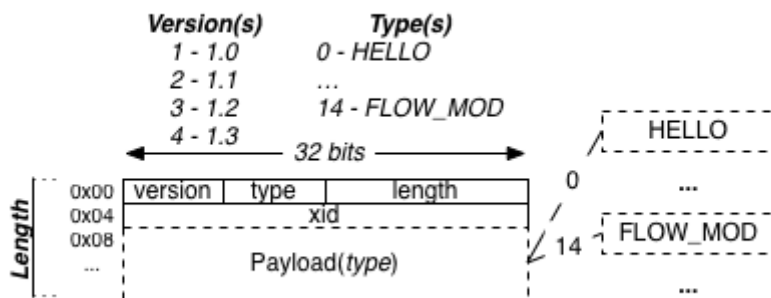 Version(s) Type(s)
1 - 1.0 0 - HELLO
2 - 1.1 ...
3 - 1.2 14 - FLOW_MOD
4 - 1.3
32 bits
HELLO
0
...
14
FLOW_MOD
...
Length
0x00 version type length
0x04 xid
0x08
... Payload(type)